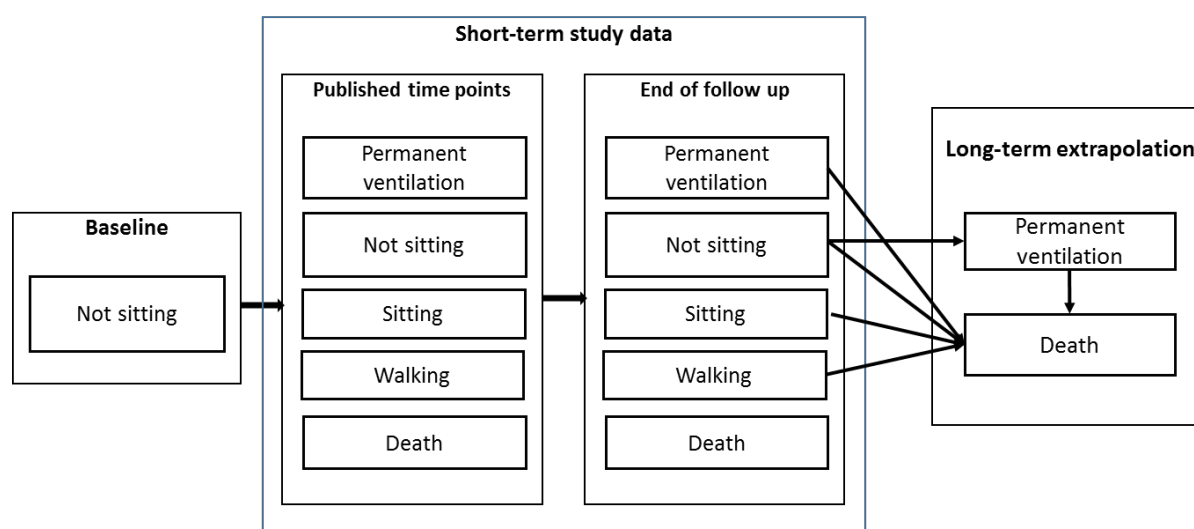 Short-term study data
Published time points
Permanent
ventilation
Not sitting
Sitting
Walking
Death
End of follow up
Permanent
ventilation
Not sitting
Sitting
Walking
Death
Baseline
Not sitting
Long-term extrapolation
Permanent
ventilation
Death